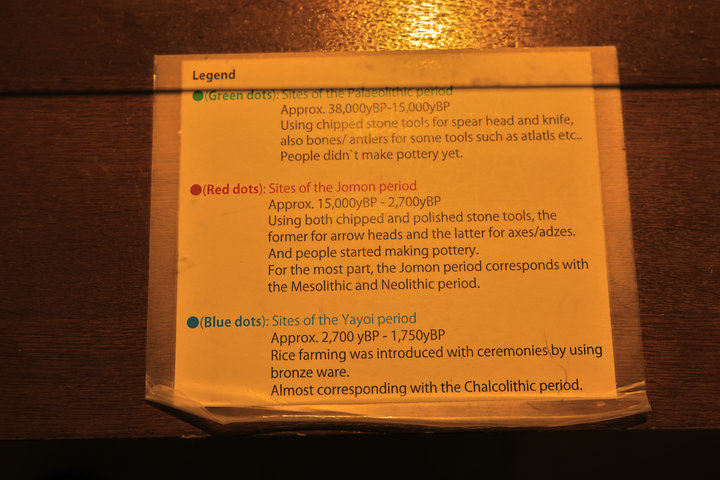 Legend
(Green dots): Sites of the Palaeolithic period
Approx. 38,000yBP-15,000yBP
Using chipped stone tools for spear head and knife,
also bones/ antlers for some tools such as atlatls etc..
People didn`t make pottery yet.
(Red dots): Sites of the Jomon period
Approx. 15,000yBP - 2,700yBP
Using both chipped and polished stone tools, the
former for arrow heads and the latter for axes/adzes.
And people started making pottery.
For the most part, the Jomon period corresponds with
the Mesolithic and Neolithic period.
(Blue dots): Sites of the Yayoi period
Approx. 2,700 yBP - 1,750yBP
Rice farming was introduced with ceremonies by using
bronze ware.
Almost corresponding with the Chalcolithic period.